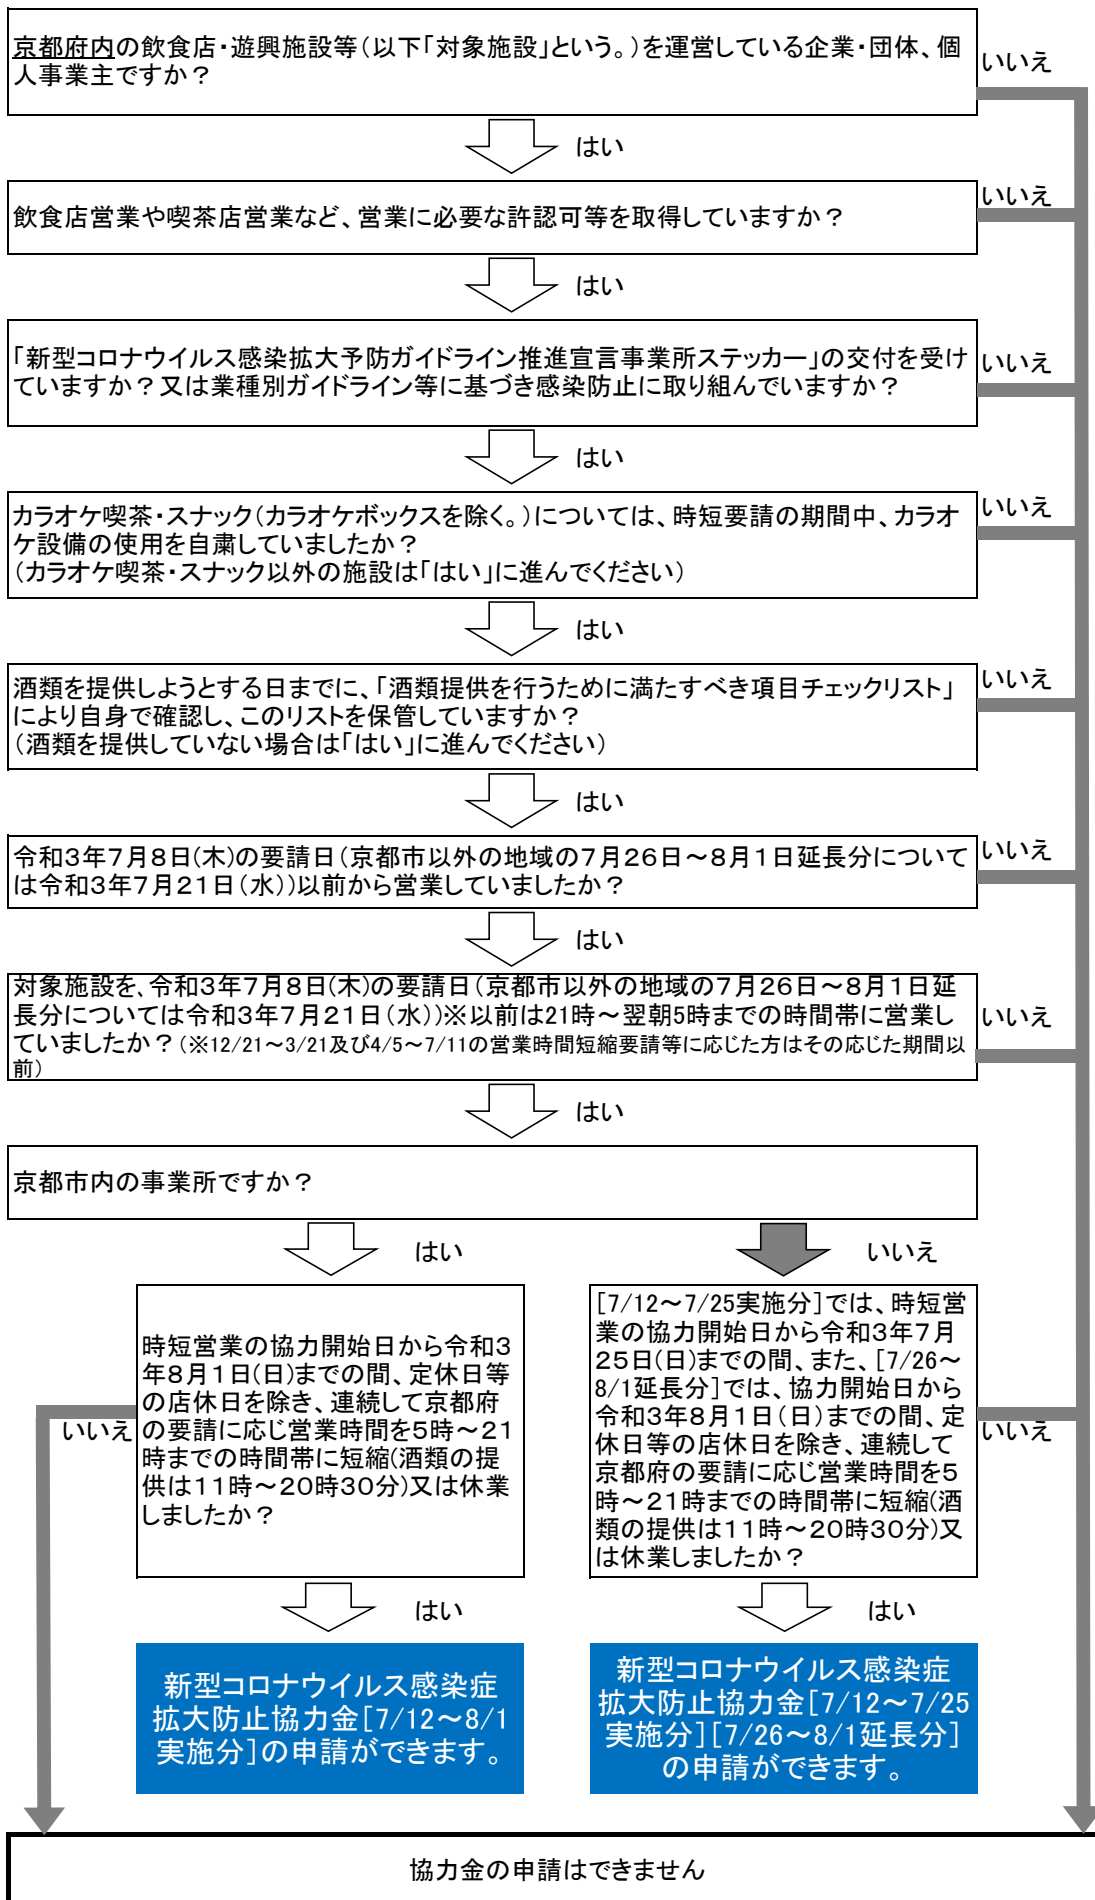 京都府内の飲食店・遊興施設等(以下「対象施設」という。)を運営している企業・団体、個
人事業主ですか？
いいえ
はい
飲食店営業や喫茶店営業など、営業に必要な許認可等を取得していますか？
いいえ
はい
「新型コロナウイルス感染拡大予防ガイドライン推進宣言事業所ステッカー」の交付を受け
ていますか？又は業種別ガイドライン等に基づき感染防止に取り組んでいますか？
いいえ
はい
カラオケ喫茶・スナック(カラオケボックスを除く。)については、時短要請の期間中、カラオ
ケ設備の使用を自粛していましたか？
(カラオケ喫茶・スナック以外の施設は「はい」に進んでください)
いいえ
はい
酒類を提供しようとする日までに、「酒類提供を行うために満たすべき項目チェックリスト」
により自身で確認し、このリストを保管していますか？
(酒類を提供していない場合は「はい」に進んでください)
いいえ
はい
令和3年7月8日(木)の要請日(京都市以外の地域の7月26日～8月1日延長分について
は令和3年7月21日(水))以前から営業していましたか？
いいえ
はい
対象施設を、令和3年7月8日(木)の要請日(京都市以外の地域の7月26日～8月1日延
長分については令和3年7月21日(水))※以前は21時～翌朝5時までの時間帯に営業し
ていましたか？(※12/21～3/21及び4/5～7/11の営業時間短縮要請等に応じた方はその応じた期間以
前)
いいえ
はい
京都市内の事業所ですか？
はい
いいえ
時短営業の協力開始日から令和3
年8月1日(日)までの間、定休日等
の店休日を除き、連続して京都府
の要請に応じ営業時間を5時～21
時までの時間帯に短縮(酒類の提
供は11時～20時30分)又は休業
しましたか？
いいえ
[7/12～7/25実施分]では、時短営
業の協力開始日から令和3年7月
25日(日)までの間、また、[7/26～
8/1延長分]では、協力開始日から
令和3年8月1日(日)までの間、定
休日等の店休日を除き、連続して
京都府の要請に応じ営業時間を5
時～21時までの時間帯に短縮(酒
類の提供は11時～20時30分)又
は休業しましたか？
いいえ
はい
はい
新型コロナウイルス感染症
拡大防止協力金[7/12～8/1
実施分]の申請ができます。
新型コロナウイルス感染症
拡大防止協力金[7/12～7/25
実施分][7/26～8/1延長分]
の申請ができます。
協力金の申請はできません